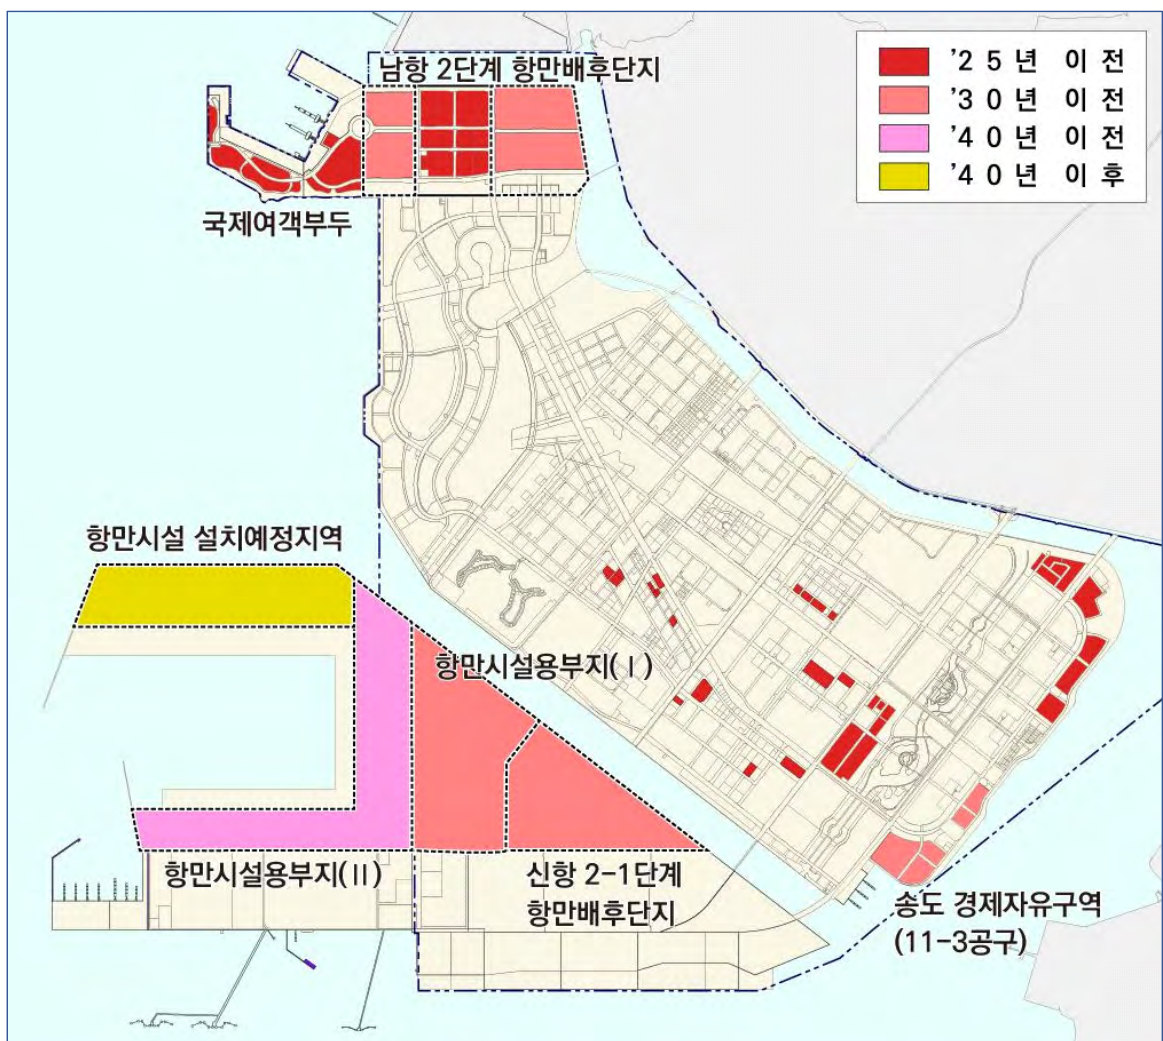 남항 2단계 항만배후단지
'25년 이전
'30년 이전
'40년 이전
'40년 이후
국제여객부두
항만시설 설치예정지역
항만시설용부지(Ⅰ)
항만시설용부지(Ⅱ)
신항 2-1단계
항만배후단지
송도 경제자유구역
(11-3공구)